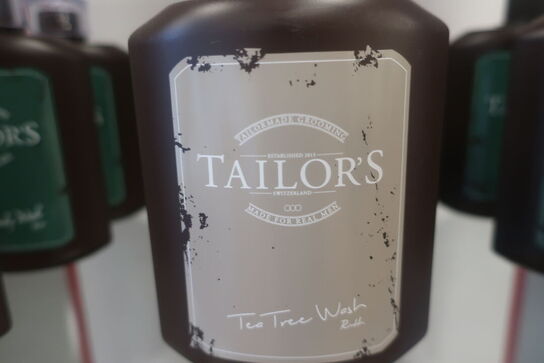 TAILORMADE GROOMING
ESTABLISHED 2013
TAILOR'S
SWITZERLAND
MADE FOR REAL MEN
Tea Tree Wash